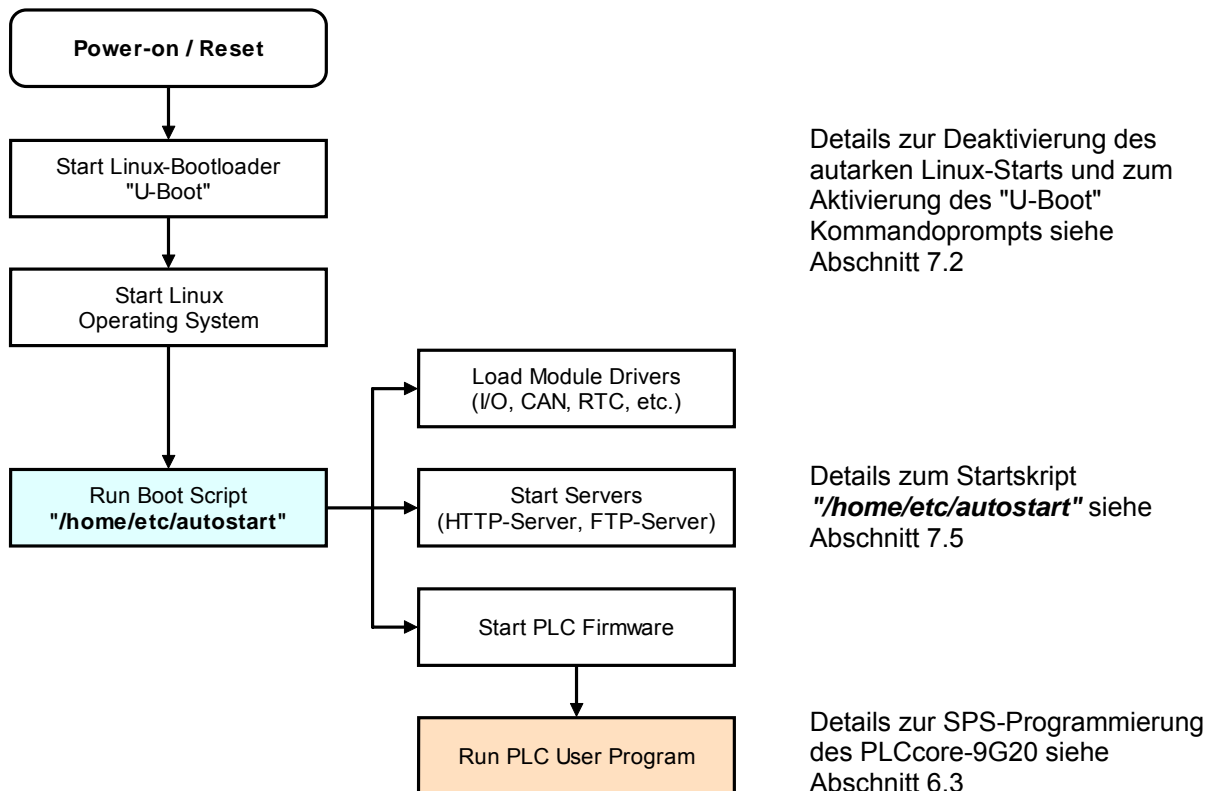 Power-on / Reset
Start Linux-Bootloader
"U-Boot"
Details zur Deaktivierung des
autarken Linux-Starts und zum
Aktivierung des "U-Boot"
Kommandoprompts siehe
Abschnitt 7.2
Start Linux
Operating System
Load Module Drivers
(I/O, CAN, RTC, etc.)
Run Boot Script
"/home/etc/autostart"
Start Servers
(HTTP-Server, FTP-Server)
Details zum Startskript
"/home/etc/autostart" siehe
Abschnitt 7.5
Start PLC Firmware
Run PLC User Program
Details zur SPS-Programmierung
des PLCcore-9G20 siehe
Abschnitt 6.3